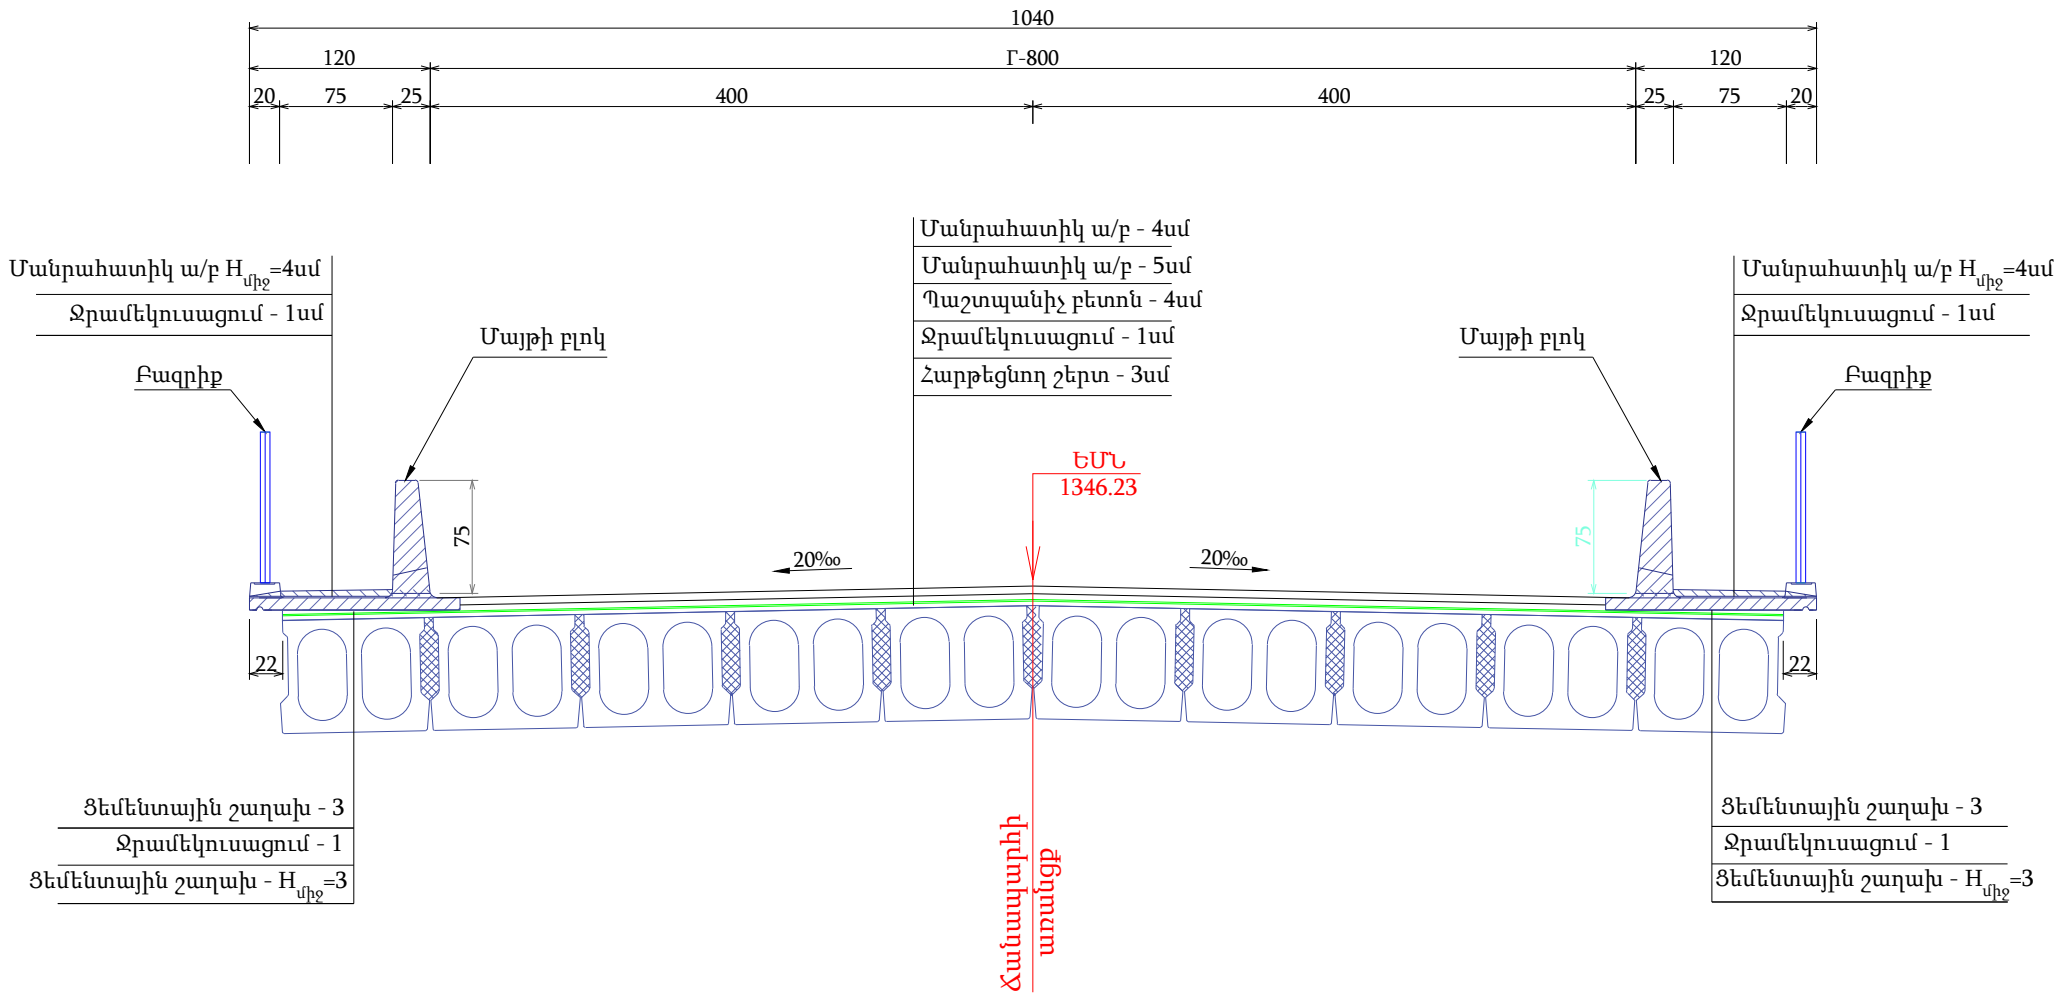 1040
120 Г-800 120
20 75 25 400 400 25 75 20
Մանրահատիկ ա/բ - 4սմ
Մանրահատիկ ա/բ - 5սմ
Պաշտպանիչ բետոն - 4սմ
Ջրամեկուսացում - 1սմ
Հարթեցնող շերտ - 3սմ
Մանրահատիկ ա/բ Hմիջ=4սմ
Ջրամեկուսացում - 1սմ
Մայթի բլոկ
Բազրիք
Մանրահատիկ ա/բ Hմիջ=4սմ
Ջրամեկուսացում - 1սմ
Մայթի բլոկ
Բազրիք
ԵՄՆ
1346.23
75
75
20‰
20‰
22
22
Ցեմենտային շաղախ - 3
Ջրամեկուսացում - 1
Ցեմենտային շաղախ - Hմիջ=3
Ճանապարհի
առանցք
Ցեմենտային շաղախ - 3
Ջրամեկուսացում - 1
Ցեմենտային շաղախ - Hմիջ=3